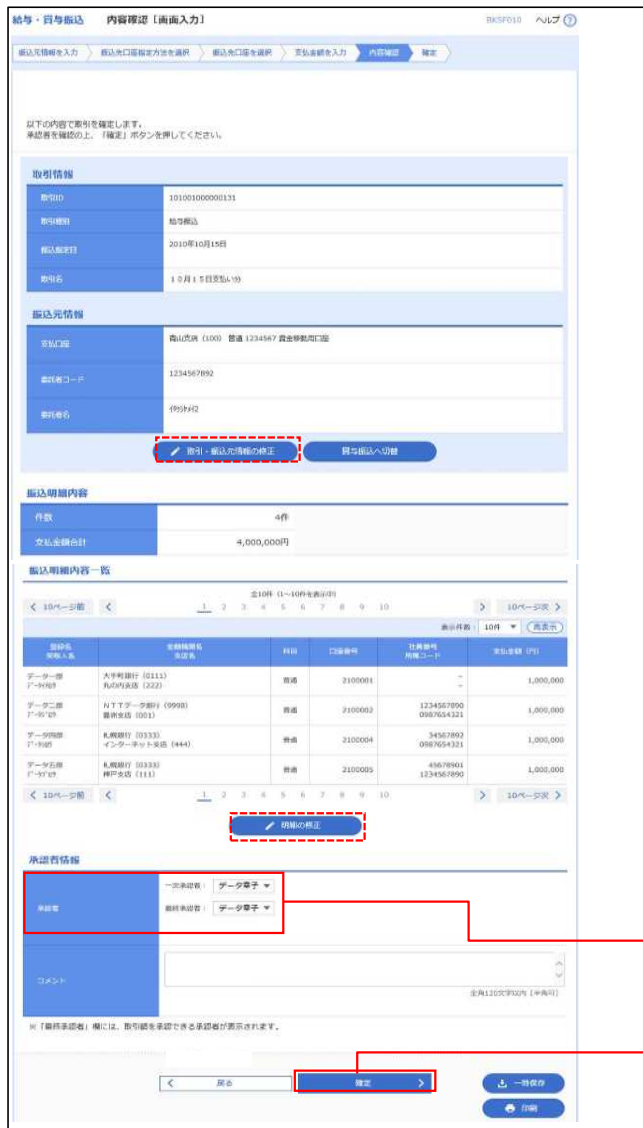 給与・賞与振込 内容確認［画面入力］ BKSF010 ヘルプ ?
振込元情報を入力 振込先口座指定方法を選択 振込先口座を選択 支払金額を入力 内容確認 確定
以下の内容で取引を確定します。
承認者を確認の上、「確定」ボタンを押してください。
取引情報
取引ID 101001000000131
取引種別 給与振込
振込指定日 2010年10月15日
取引名 １０月１５日支払い分
振込元情報
支払口座 青山支店（100） 普通 1234567 資金移動用口座
委託者コード 1234567892
委託者名
取引・振込元情報の修正 賞与振込へ切替
振込明細内容
件数 4件
支払金額合計 4,000,000円
振込明細内容一覧
全10件（1～10件を表示中）
10ページ前 1 2 3 4 5 6 7 8 9 10 10ページ次
表示件数： 10件 再表示
登録名 金融機関名 科目 口座番号 社員番号 支払金額（円）
受取人名 支店名 所属コード
データ一郎 大手町銀行（0111） 普通 2100001 - 1,000,000
丸の内支店（222） -
データ二郎 ＮＴＴデータ銀行（9998） 普通 2100002 1234567890 1,000,000
豊洲支店（001） 0987654321
データ四郎 札幌銀行（0333） 普通 2100004 34567892 1,000,000
インターネット支店（444） 0987654321
データ五郎 札幌銀行（0333） 普通 2100005 45678901 1,000,000
神戸支店（111） 1234567890
10ページ前 1 2 3 4 5 6 7 8 9 10 10ページ次
明細の修正
承認者情報
承認者 一次承認者： データ章子
最終承認者： データ章子
コメント
全角120文字以内［半角可］
※「最終承認者」欄には、取引額を承認できる承認者が表示されます。
戻る 確定 一時保存
印刷